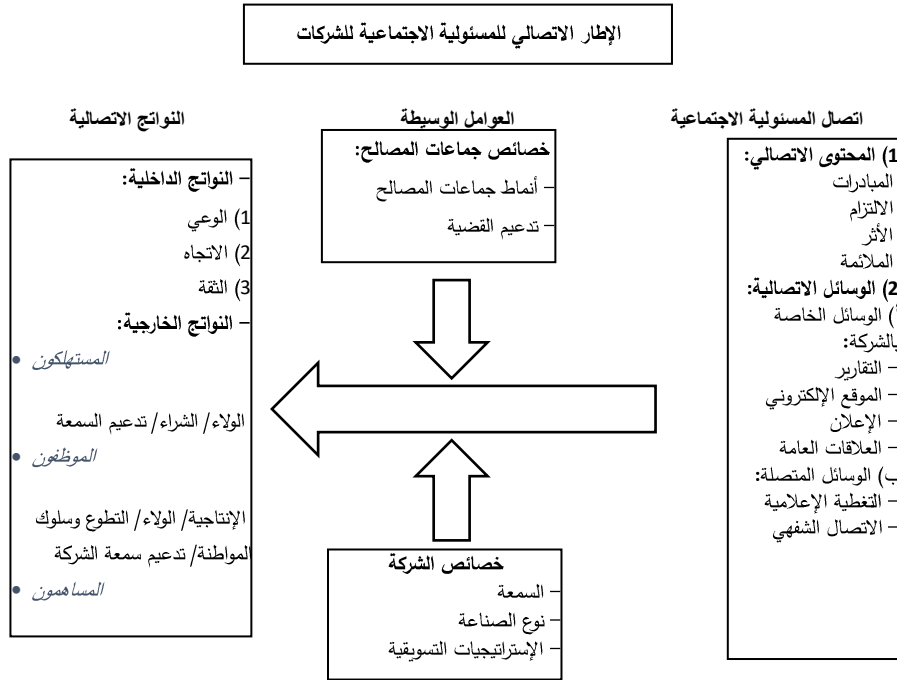 الإطار الاتصالي للمسئولية الاجتماعية للشركات
اتصال المسئولية الاجتماعية
1) المحتوى الاتصالي:
المبادرات
الالتزام
الأثر
الملائمة
2) الوسائل الاتصالية:
أ) الوسائل الخاصة
بالشركة:
– التقارير
– الموقع الإلكتروني
– الإعلان
– العلاقات العامة
ب) الوسائل المتصلة:
– التغطية الإعلامية
– الاتصال الشفهي
العوامل الوسيطة
خصائص جماعات المصالح:
– أنماط جماعات المصالح
– تدعيم القضية
خصائص الشركة
– السمعة
– نوع الصناعة
– الإستراتيجيات التسويقية
النواتج الاتصالية
– النواتج الداخلية:
1) الوعي
2) الاتجاه
3) الثقة
– النواتج الخارجية:
المستهلكون •
الولاء/ الشراء/ تدعيم السمعة
الموظفون •
الإنتاجية/ الولاء/ التطوع وسلوك
المواطنة/ تدعيم سمعة الشركة
المساهمون •